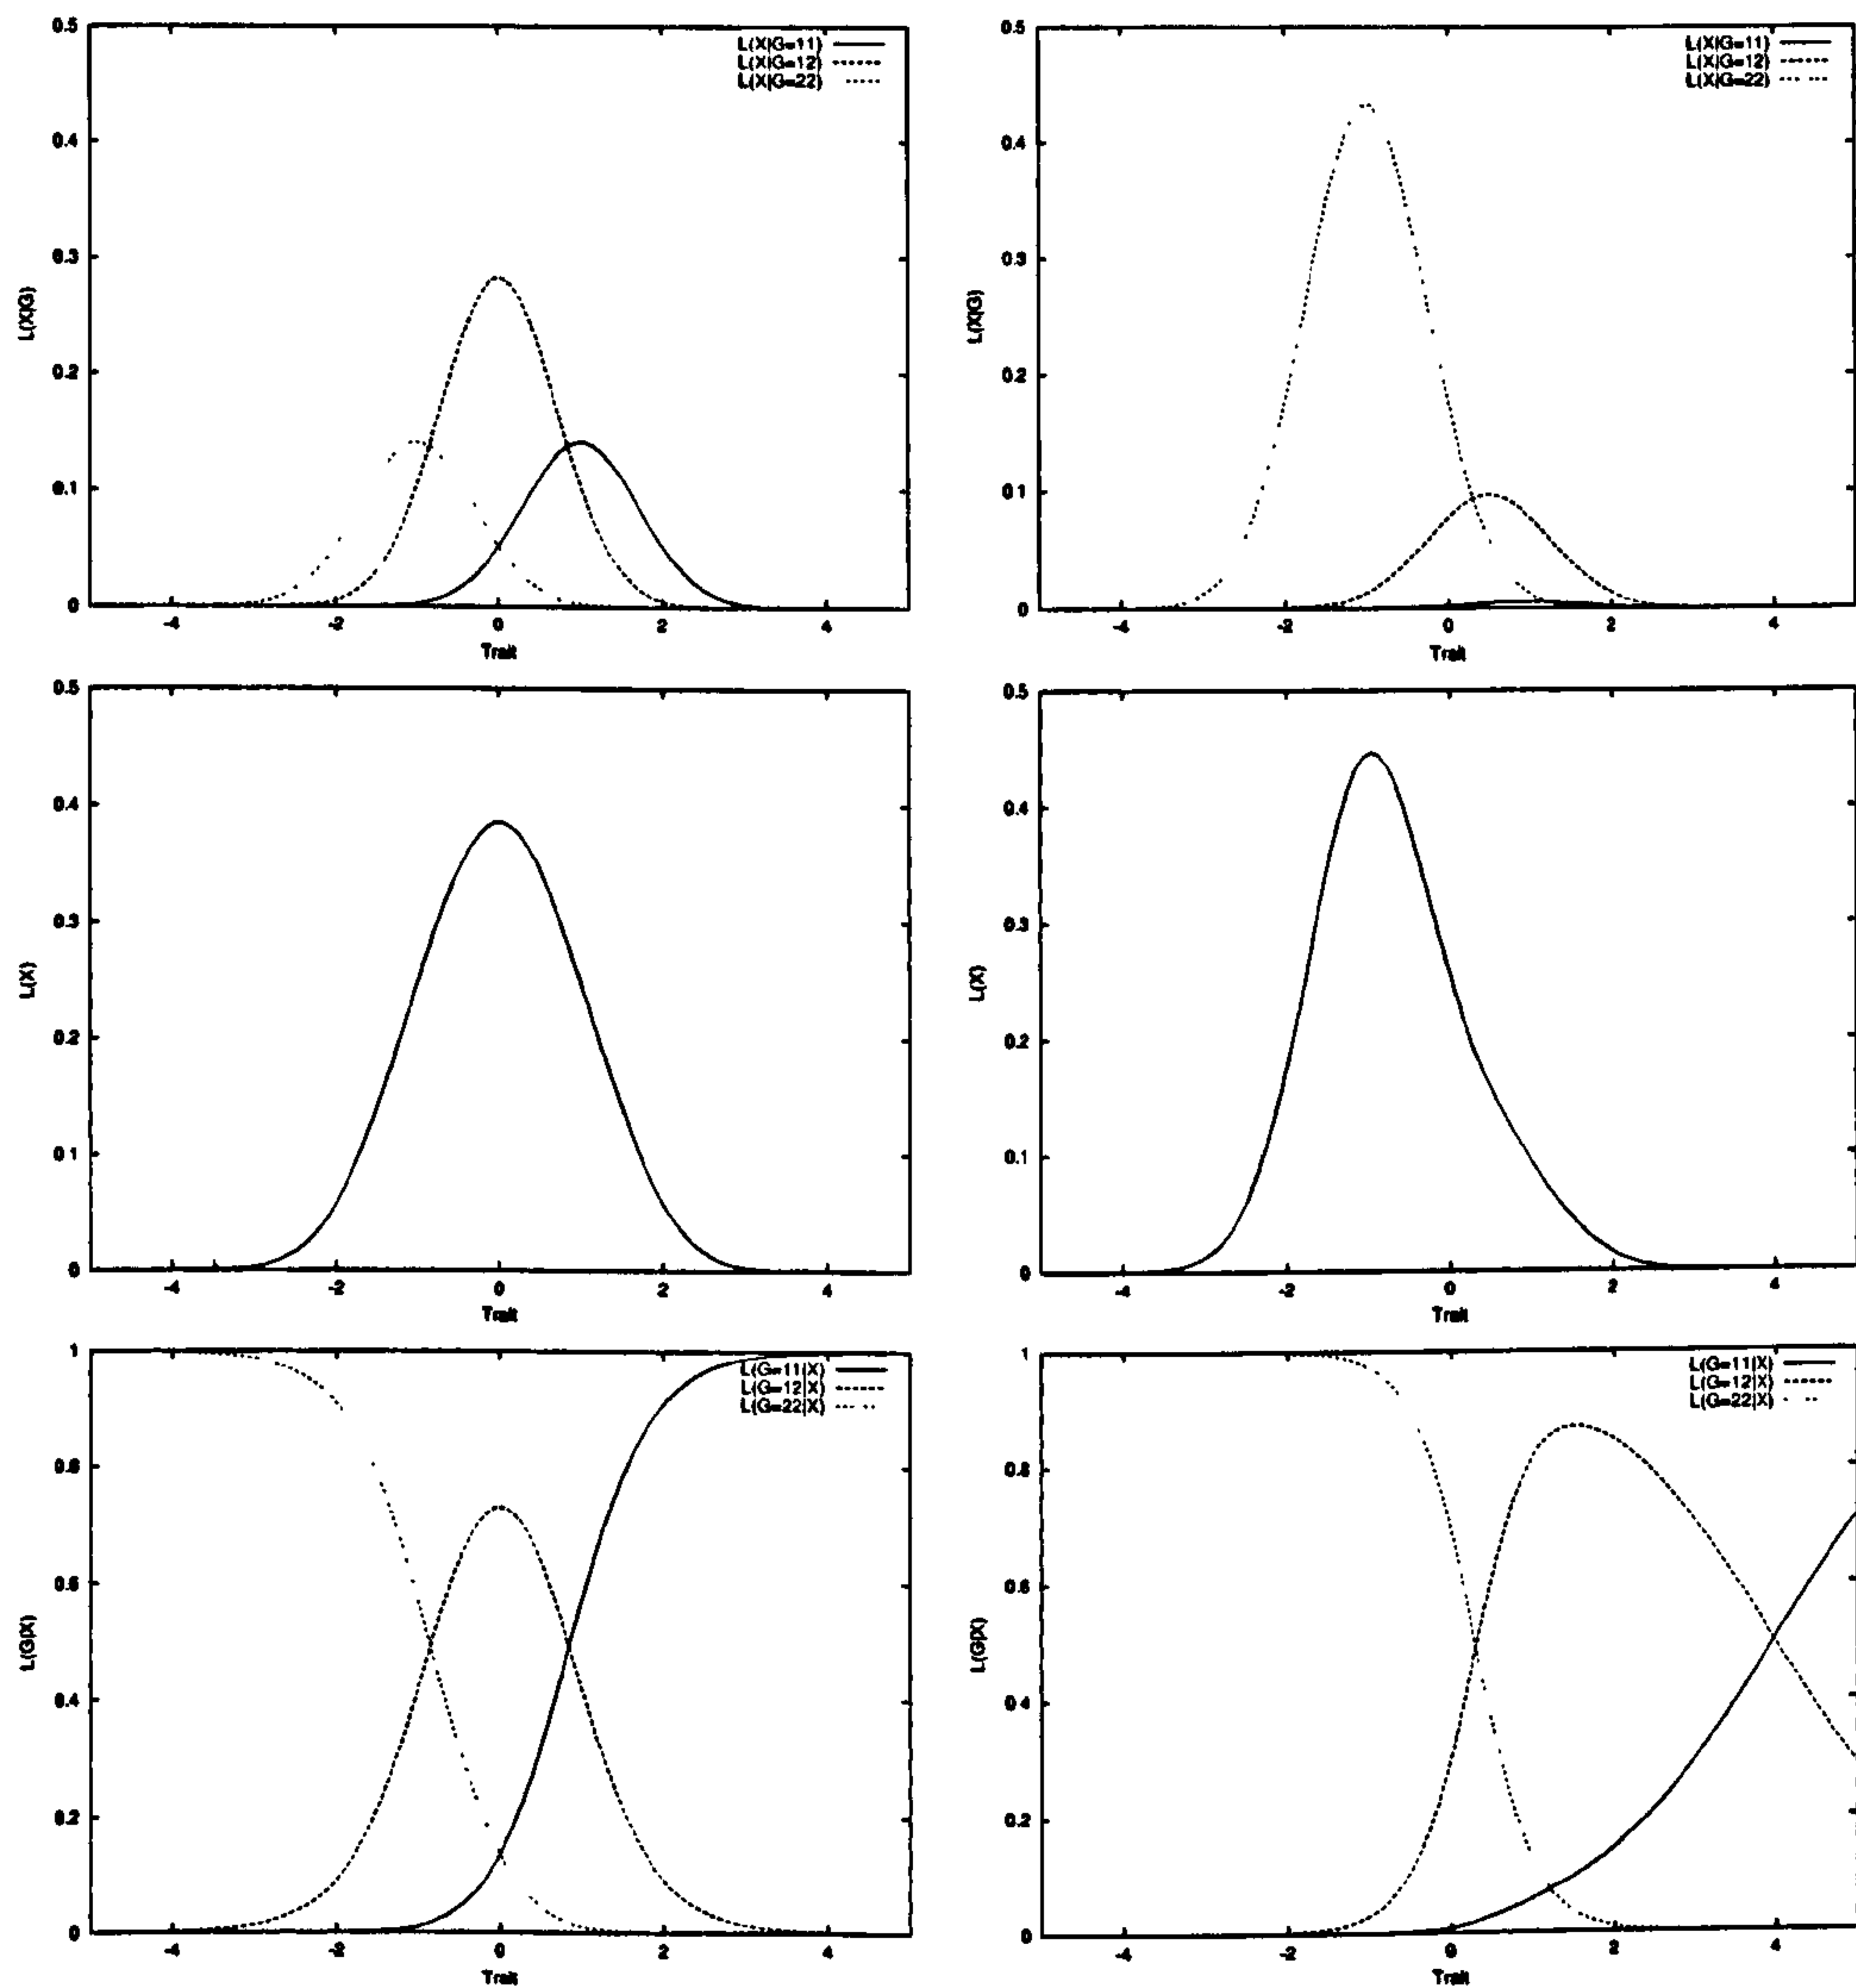 0.5
L(X|G=11)
L(X|G=12)
L(X|G=22)
0.4
0.3
L(X|G)
0.2
0.1
0
-4 -2 0 2 4
Trait
0.5
L(X|G=11)
L(X|G=12)
L(X|G=22)
0.4
0.3
L(X|G)
0.2
0.1
0
-4 -2 0 2 4
Trait
0.5
0.4
0.3
L(X)
0.2
0.1
0
-4 -2 0 2 4
Trait
0.5
0.4
0.3
L(X)
0.2
0.1
0
-4 -2 0 2 4
Trait
1
L(G=11|X)
L(G=12|X)
L(G=22|X)
0.8
0.6
L(G|X)
0.4
0.2
0
-4 -2 0 2 4
Trait
1
L(G=11|X)
L(G=12|X)
L(G=22|X)
0.8
0.6
L(G|X)
0.4
0.2
0
-4 -2 0 2 4
Trait